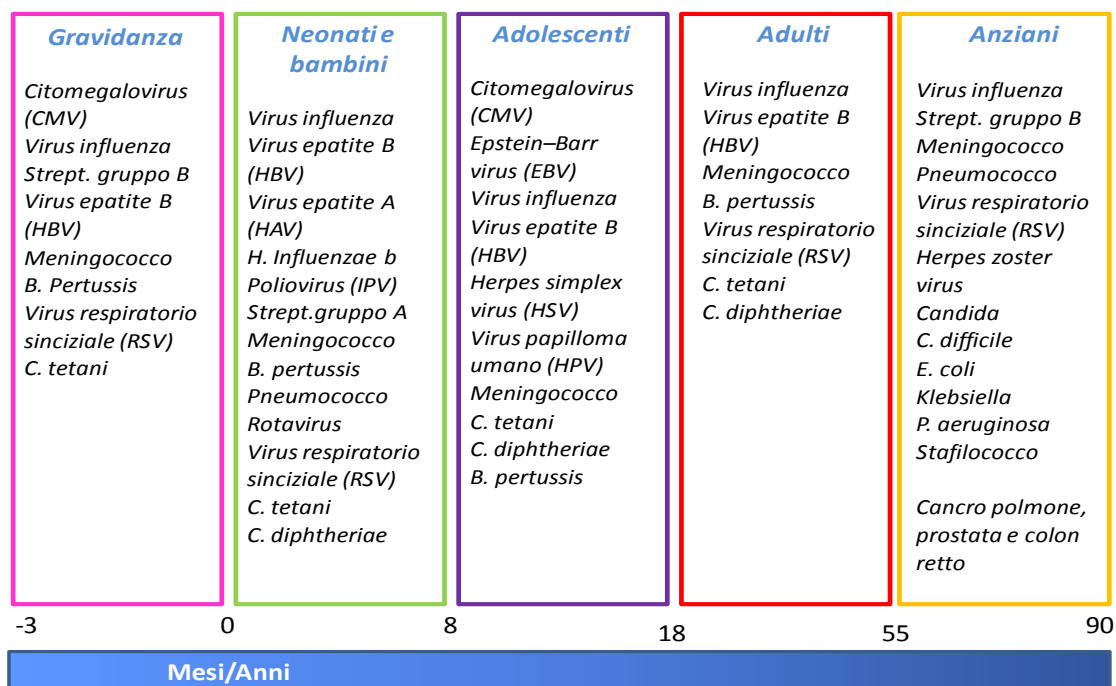 Gravidanza
Citomegalovirus
(CMV)
Virus influenza
Strept. gruppo B
Virus epatite B
(HBV)
Meningococco
B. Pertussis
Virus respiratorio
sinciziale (RSV)
C. tetani
Neonati e
bambini
Virus influenza
Virus epatite B
(HBV)
Virus epatite A
(HAV)
H. Influenzae b
Poliovirus (IPV)
Strept.gruppo A
Meningococco
B. pertussis
Pneumococco
Rotavirus
Virus respiratorio
sinciziale (RSV)
C. tetani
C. diphtheriae
Adolescenti
Citomegalovirus
(CMV)
Epstein–Barr
virus (EBV)
Virus influenza
Virus epatite B
(HBV)
Herpes simplex
virus (HSV)
Virus papilloma
umano (HPV)
Meningococco
C. tetani
C. diphtheriae
B. pertussis
Adulti
Virus influenza
Virus epatite B
(HBV)
Meningococco
B. pertussis
Virus respiratorio
sinciziale (RSV)
C. tetani
C. diphtheriae
Anziani
Virus influenza
Strept. gruppo B
Meningococco
Pneumococco
Virus respiratorio
sinciziale (RSV)
Herpes zoster
virus
Candida
C. difficile
E. coli
Klebsiella
P. aeruginosa
Stafilococco
Cancro polmone,
prostata e colon
retto
-3 0 8 18 55 90
Mesi/Anni